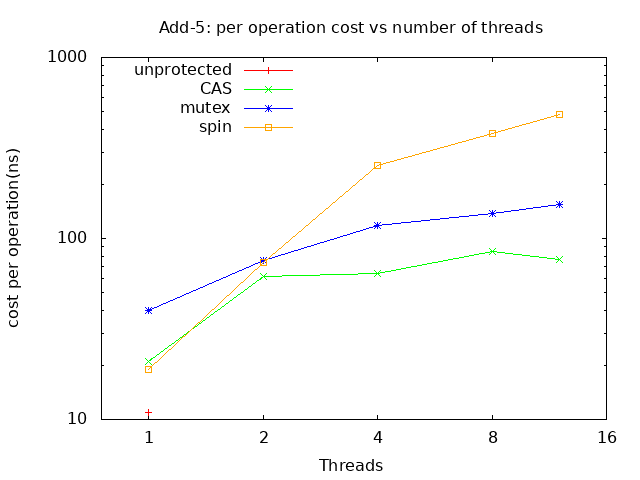 Add-5: per operation cost vs number of threads
1000
unprotected
CAS
mutex
spin
cost per operation(ns)
100
10
1 2 4 8 16
Threads